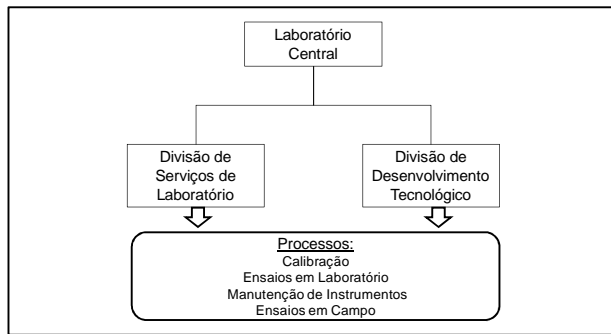 Laboratório
Central
Divisão de
Serviços de
Laboratório
Divisão de
Desenvolvimento
Tecnológico
Processos:
Calibração
Ensaios em Laboratório
Manutenção de Instrumentos
Ensaios em Campo